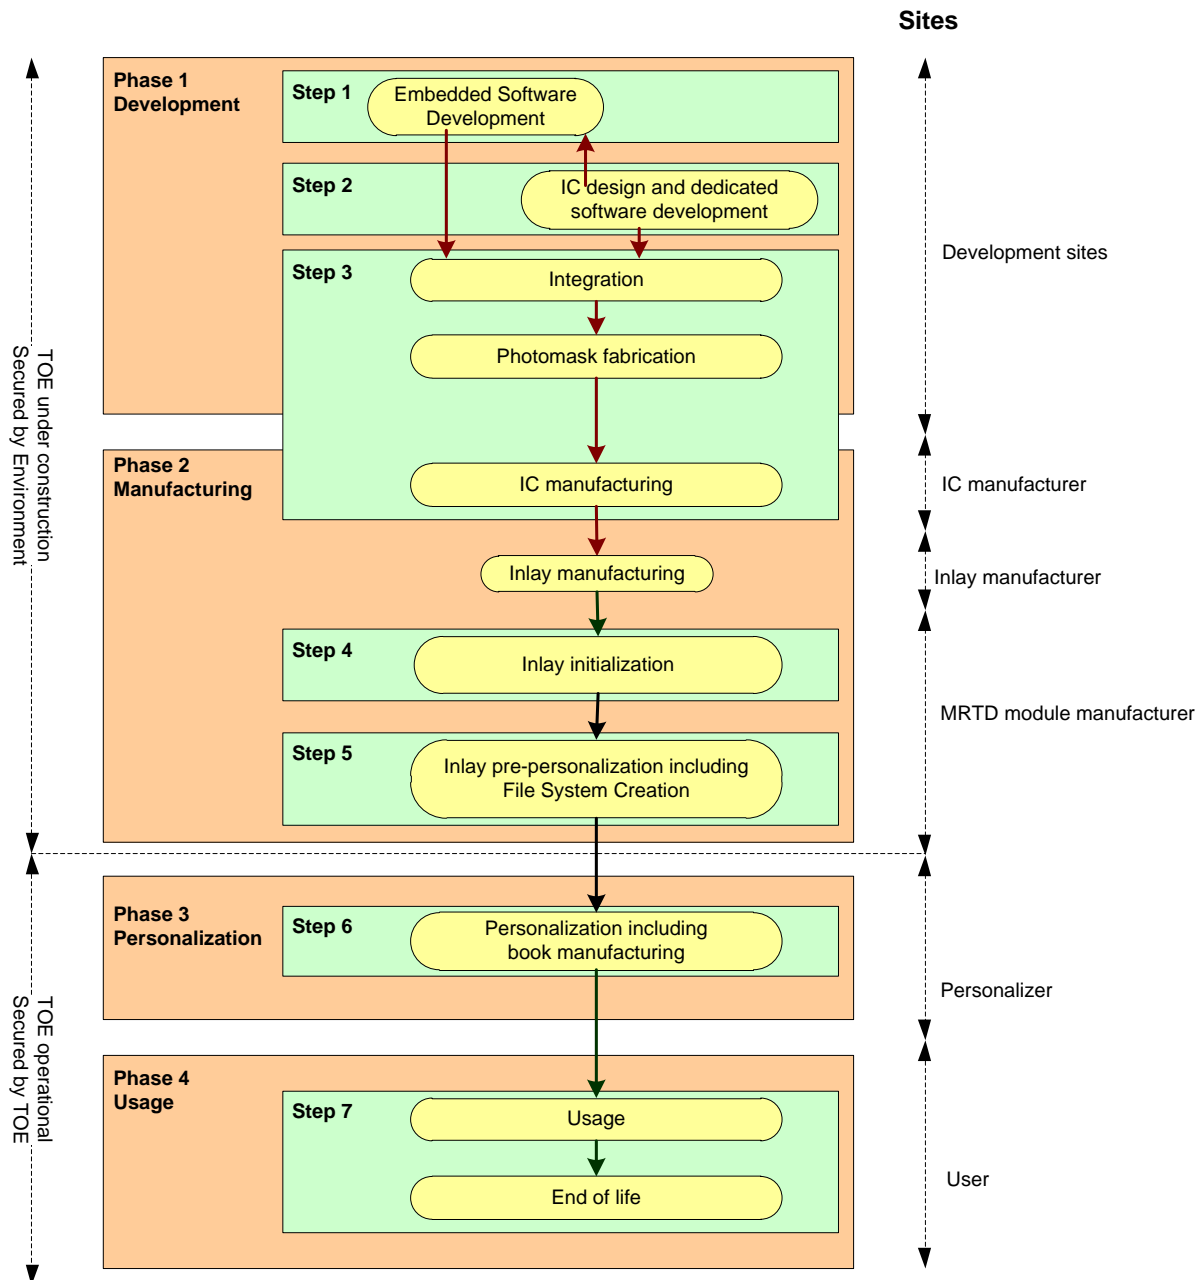 Sites
Phase 1
Development
Step 1
Embedded Software
Development
Step 2
IC design and dedicated
software development
Step 3
Integration
Development sites
Photomask fabrication
TOE under construction
Secured by Environment
Phase 2
Manufacturing
IC manufacturing
IC manufacturer
Inlay manufacturing
Inlay manufacturer
Step 4
Inlay initialization
MRTD module manufacturer
Step 5
Inlay pre-personalization including
File System Creation
Phase 3
Personalization
Step 6
Personalization including
book manufacturing
Personalizer
TOE operational
Secured by TOE
Phase 4
Usage
Step 7
Usage
User
End of life